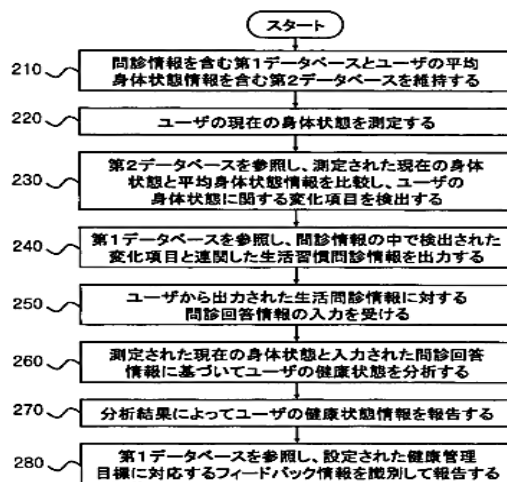 スタート
210
問診情報を含む第1データベースとユーザの平均
身体状態情報を含む第2データベースを維持する
220
ユーザの現在の身体状態を測定する
230
第2データベースを参照し、測定された現在の身体
状態と平均身体状態情報を比較し、ユーザの
身体状態に関する変化項目を検出する
240
第1データベースを参照し、問診情報の中で検出された
変化項目と連関した生活習慣問診情報を出力する
250
ユーザから出力された生活問診情報に対する
問診回答情報の入力を受ける
260
測定された現在の身体状態と入力された問診回答
情報に基づいてユーザの健康状態を分析する
270
分析結果によってユーザの健康状態情報を報告する
280
第1データベースを参照し、設定された健康管理
目標に対応するフィードバック情報を識別して報告する